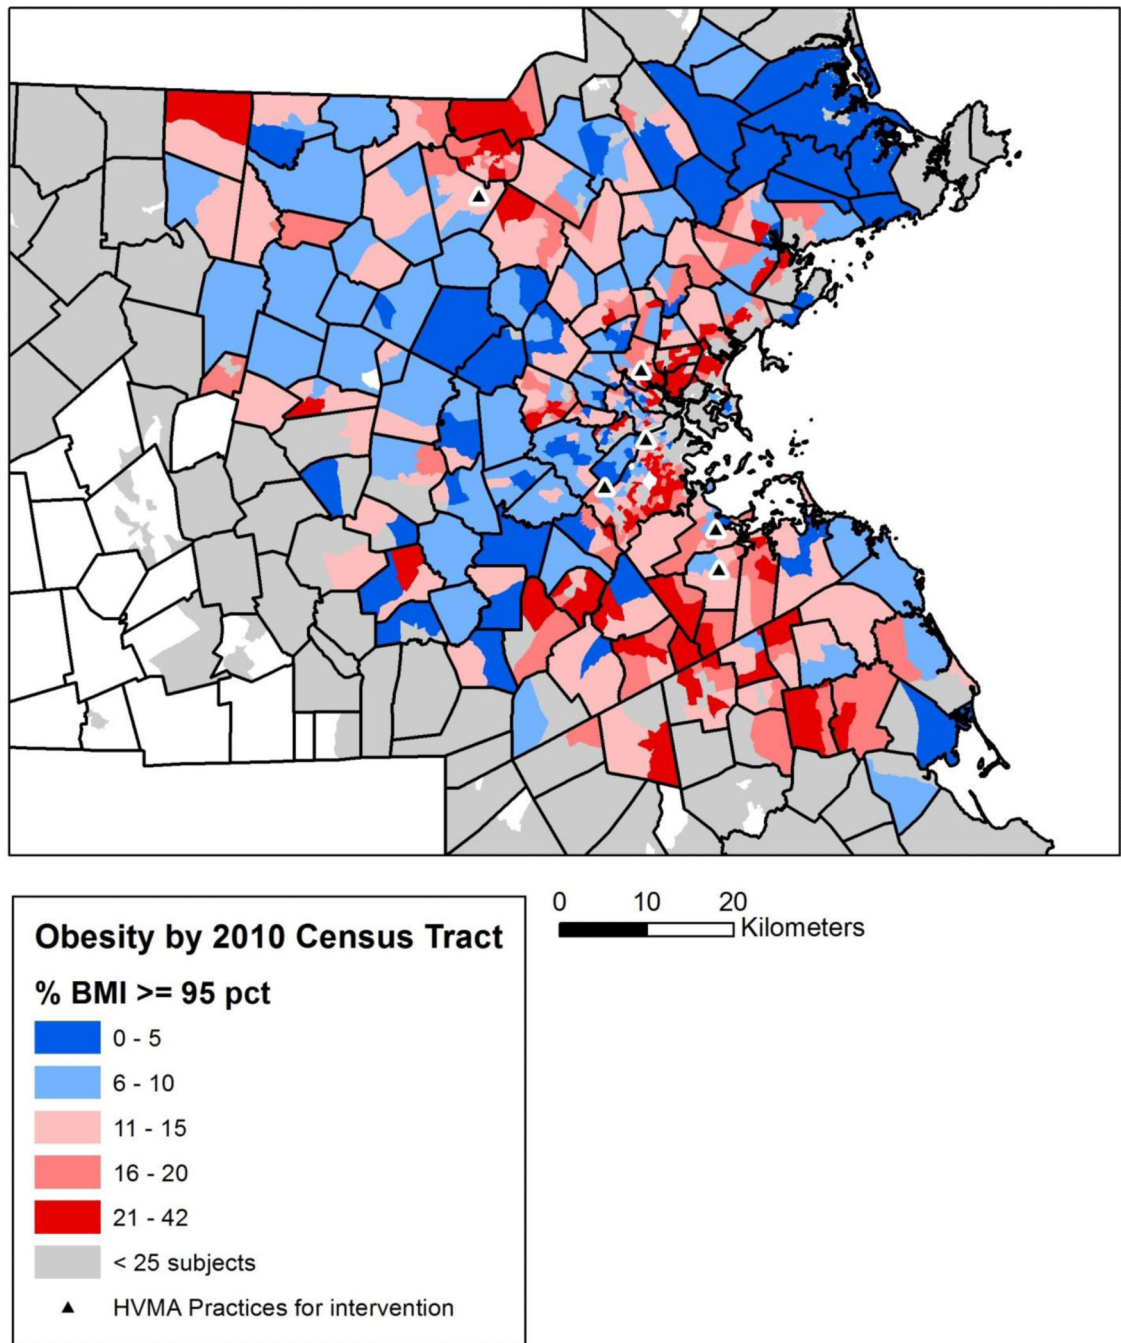 0 10 20
Kilometers
Obesity by 2010 Census Tract
% BMI >= 95 pct
0 - 5
6 - 10
11 - 15
16 - 20
21 - 42
< 25 subjects
HVMA Practices for intervention